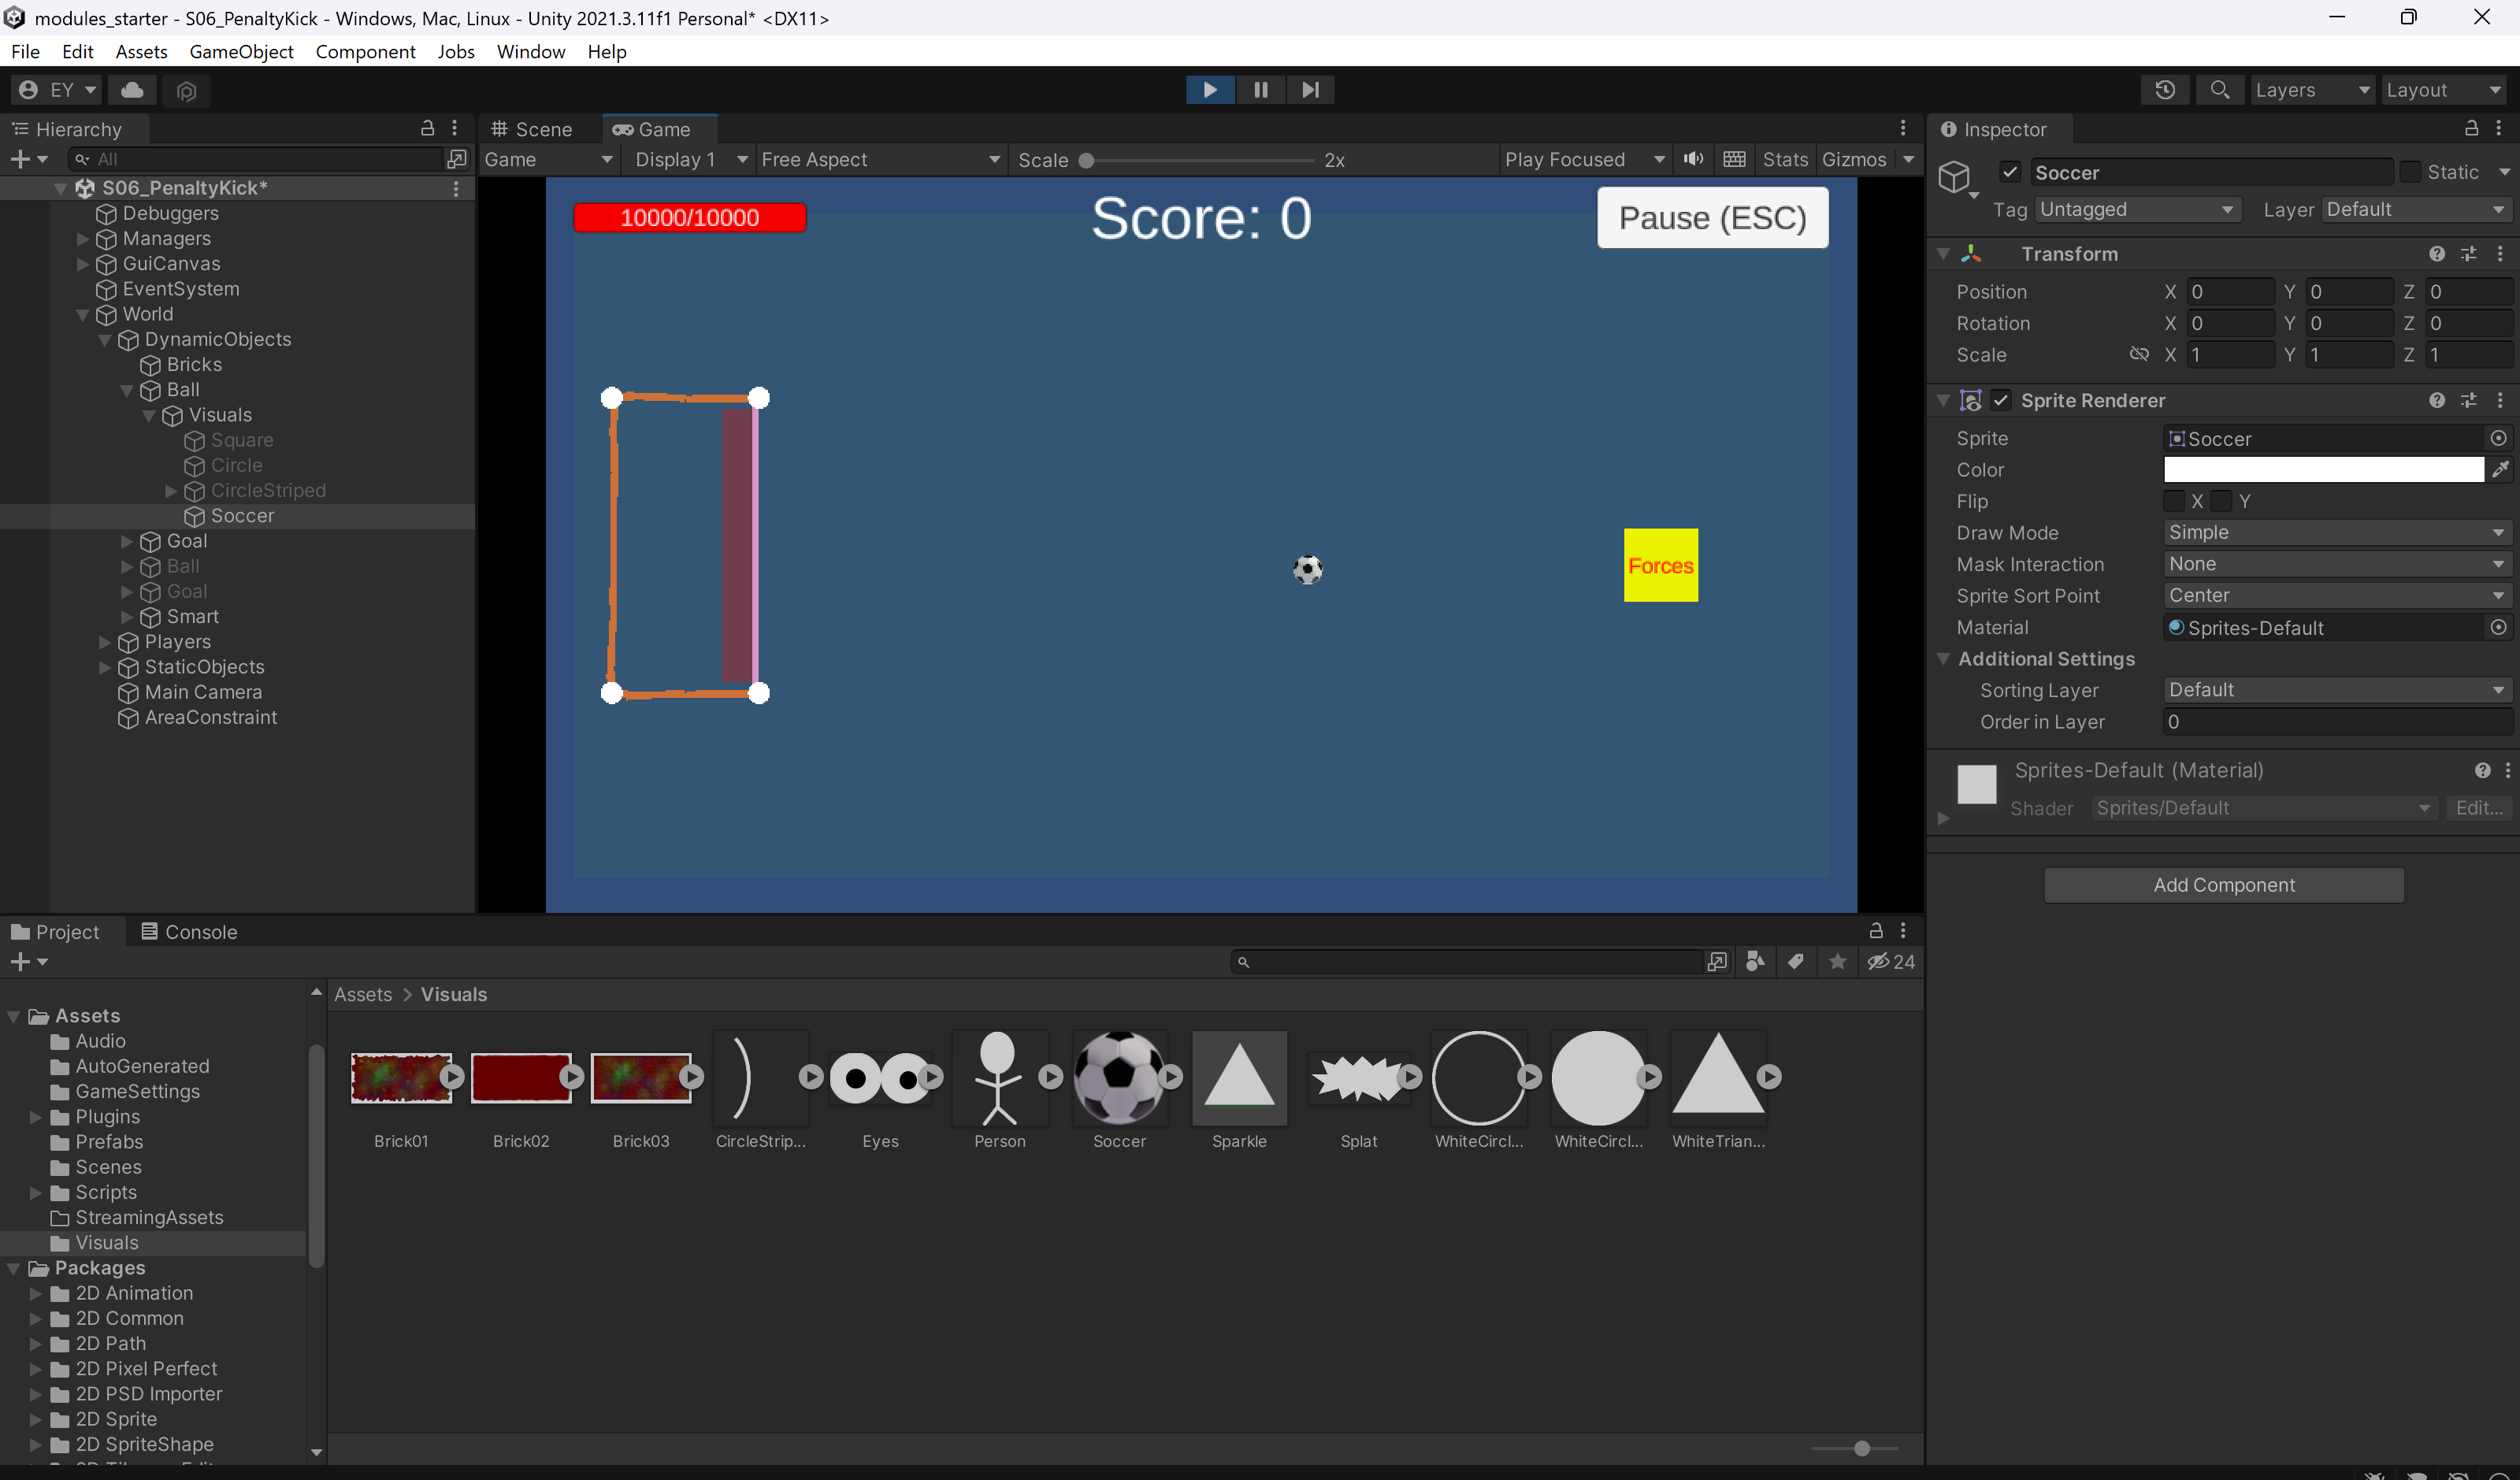 modules_starter - S06_PenaltyKick - Windows, Mac, Linux - Unity 2021.3.11f1 Personal* <DX11>
File Edit Assets GameObject Component Jobs Window Help
EY Layers Layout
Hierarchy
All
S06_PenaltyKick*
Debuggers
Managers
GuiCanvas
EventSystem
World
DynamicObjects
Bricks
Ball
Visuals
Square
Circle
CircleStriped
Soccer
Goal
Ball
Goal
Smart
Players
StaticObjects
Main Camera
AreaConstraint
Scene Game
Game Display 1 Free Aspect Scale 2x Play Focused Stats Gizmos
10000/10000 Score: 0 Pause (ESC)
Forces
Inspector
Soccer Static
Tag Untagged Layer Default
Transform
Position X 0 Y 0 Z 0
Rotation X 0 Y 0 Z 0
Scale X 1 Y 1 Z 1
Sprite Renderer
Sprite Soccer
Color
Flip X Y
Draw Mode Simple
Mask Interaction None
Sprite Sort Point Center
Material Sprites-Default
Additional Settings
Sorting Layer Default
Order in Layer 0
Sprites-Default (Material)
Shader Sprites/Default Edit...
Add Component
Project Console
24
Assets
Audio
AutoGenerated
GameSettings
Plugins
Prefabs
Scenes
Scripts
StreamingAssets
Visuals
Packages
2D Animation
2D Common
2D Path
2D Pixel Perfect
2D PSD Importer
2D Sprite
2D SpriteShape
Assets > Visuals
Brick01 Brick02 Brick03 CircleStrip... Eyes Person Soccer Sparkle Splat WhiteCircl... WhiteCircl... WhiteTrian...